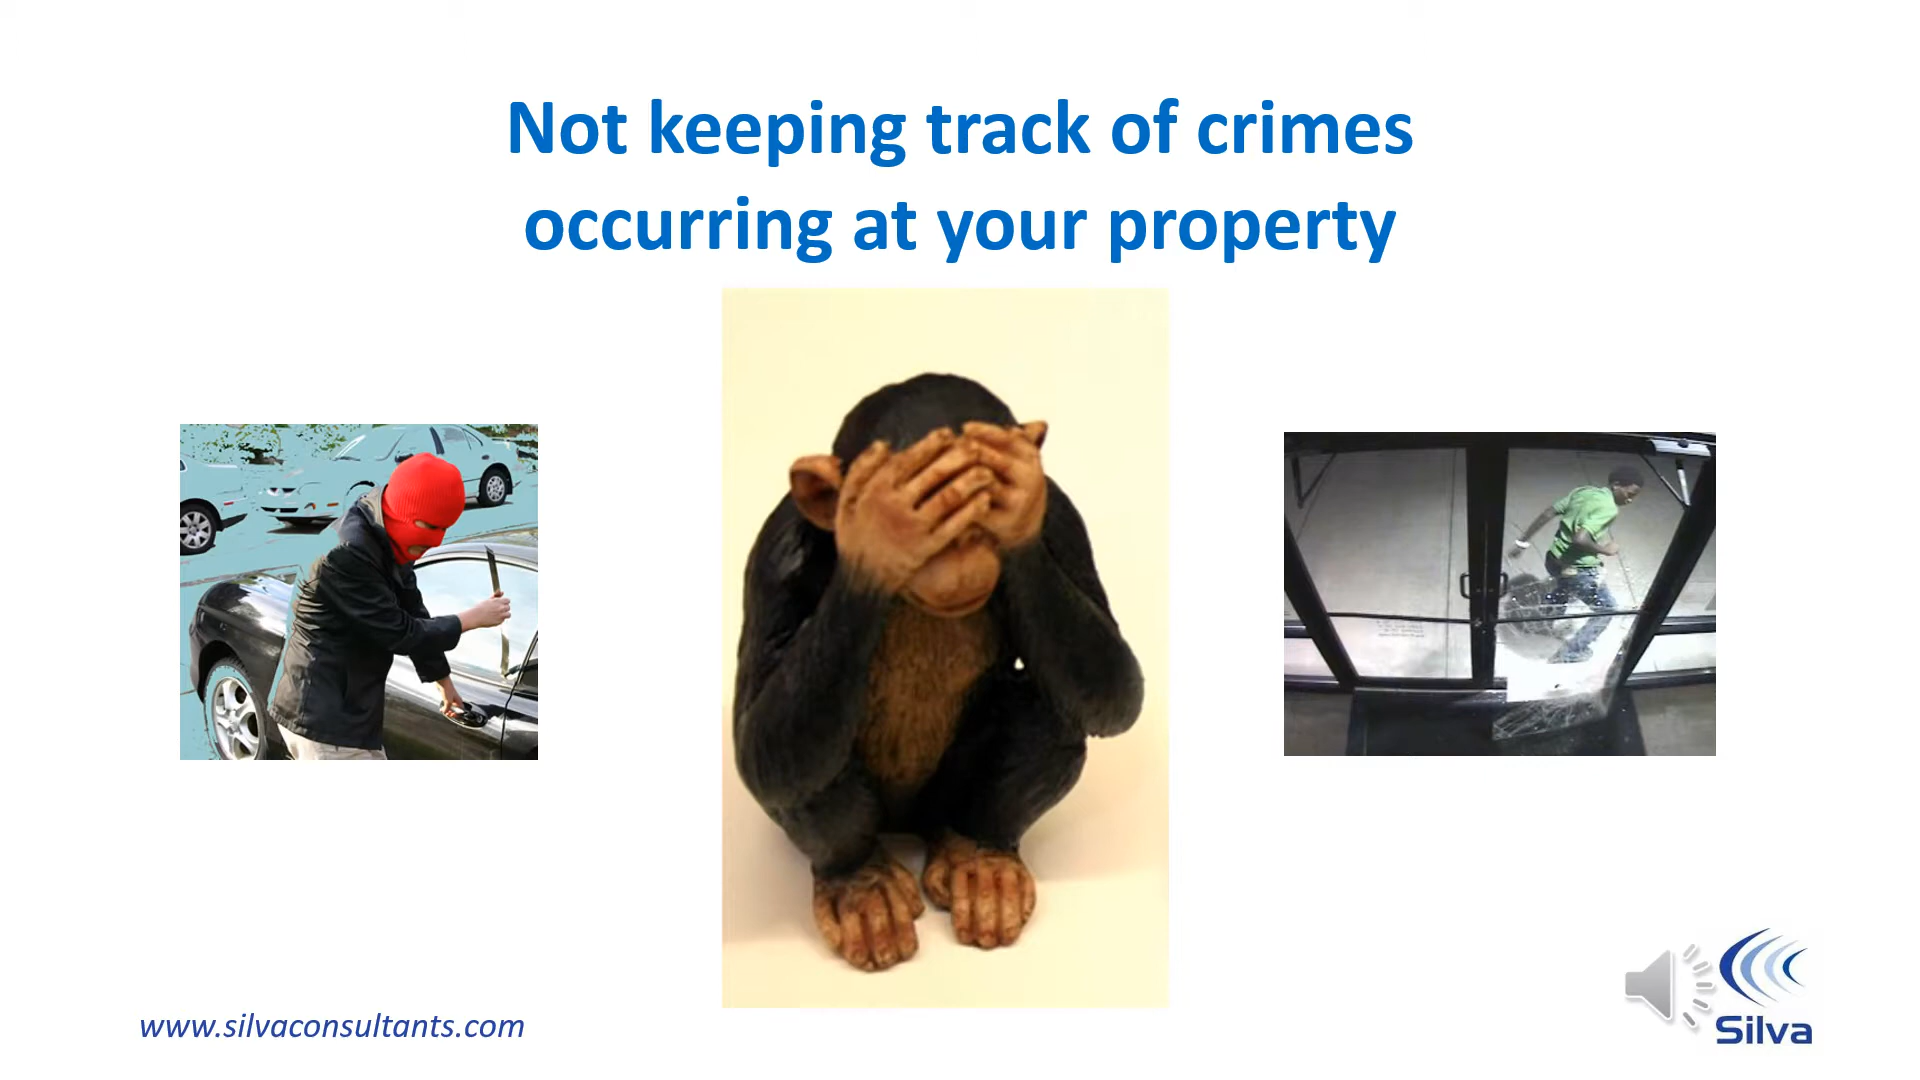 Not keeping track of crimes
occurring at your property
www.silvaconsultants.com
Silva